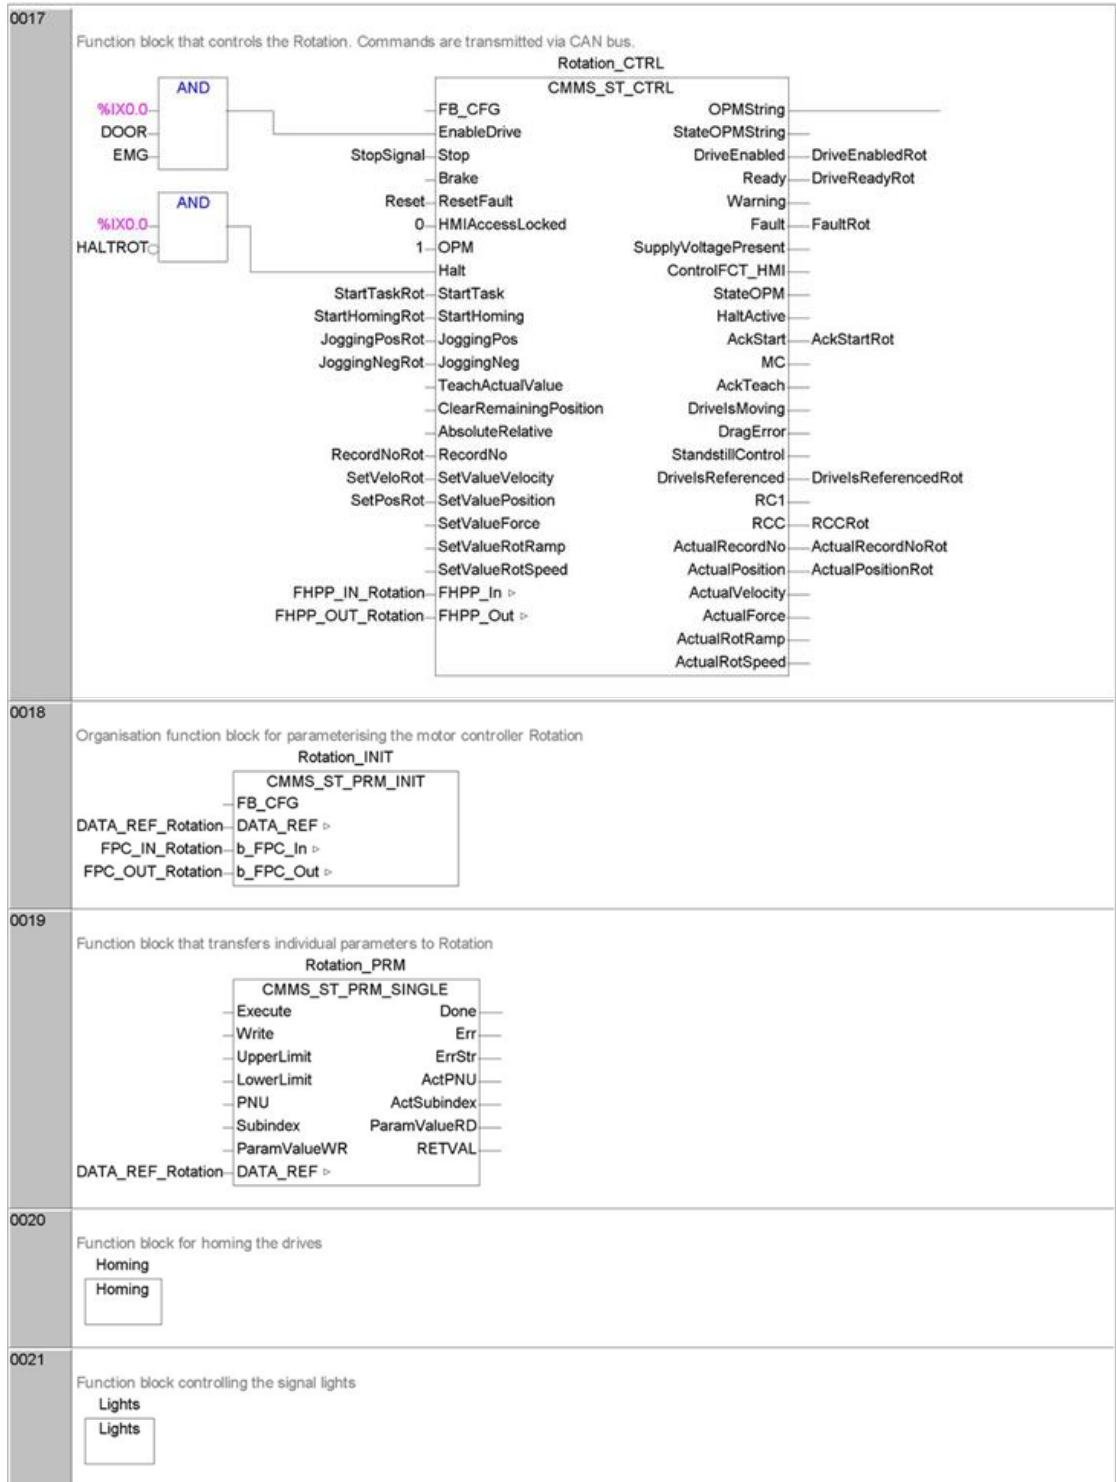 0017
Function block that controls the Rotation. Commands are transmitted via CAN bus.
Rotation_CTRL
AND CMMS_ST_CTRL
%IX0.0 FB_CFG OPMString
DOOR EnableDrive StateOPMString
EMG StopSignal Stop DriveEnabled DriveEnabledRot
Brake Ready DriveReadyRot
AND Reset ResetFault Warning
%IX0.0 0 HMIAccessLocked Fault FaultRot
HALTROT 1 OPM SupplyVoltagePresent
Halt ControlFCT_HMI
StartTaskRot StartTask StateOPM
StartHomingRot StartHoming HaltActive
JoggingPosRot JoggingPos AckStart AckStartRot
JoggingNegRot JoggingNeg MC
TeachActualValue AckTeach
ClearRemainingPosition DriveIsMoving
AbsoluteRelative DragError
RecordNoRot RecordNo StandstillControl
SetVeloRot SetValueVelocity DriveIsReferenced DriveIsReferencedRot
SetPosRot SetValuePosition RC1
SetValueForce RCC RCCRot
SetValueRotRamp ActualRecordNo ActualRecordNoRot
SetValueRotSpeed ActualPosition ActualPositionRot
FHPP_IN_Rotation FHPP_In ▹ ActualVelocity
FHPP_OUT_Rotation FHPP_Out ▹ ActualForce
ActualRotRamp
ActualRotSpeed
0018
Organisation function block for parameterising the motor controller Rotation
Rotation_INIT
CMMS_ST_PRM_INIT
FB_CFG
DATA_REF_Rotation DATA_REF ▹
FPC_IN_Rotation b_FPC_In ▹
FPC_OUT_Rotation b_FPC_Out ▹
0019
Function block that transfers individual parameters to Rotation
Rotation_PRM
CMMS_ST_PRM_SINGLE
Execute Done
Write Err
UpperLimit ErrStr
LowerLimit ActPNU
PNU ActSubindex
Subindex ParamValueRD
ParamValueWR RETVAL
DATA_REF_Rotation DATA_REF ▹
0020
Function block for homing the drives
Homing
Homing
0021
Function block controlling the signal lights
Lights
Lights